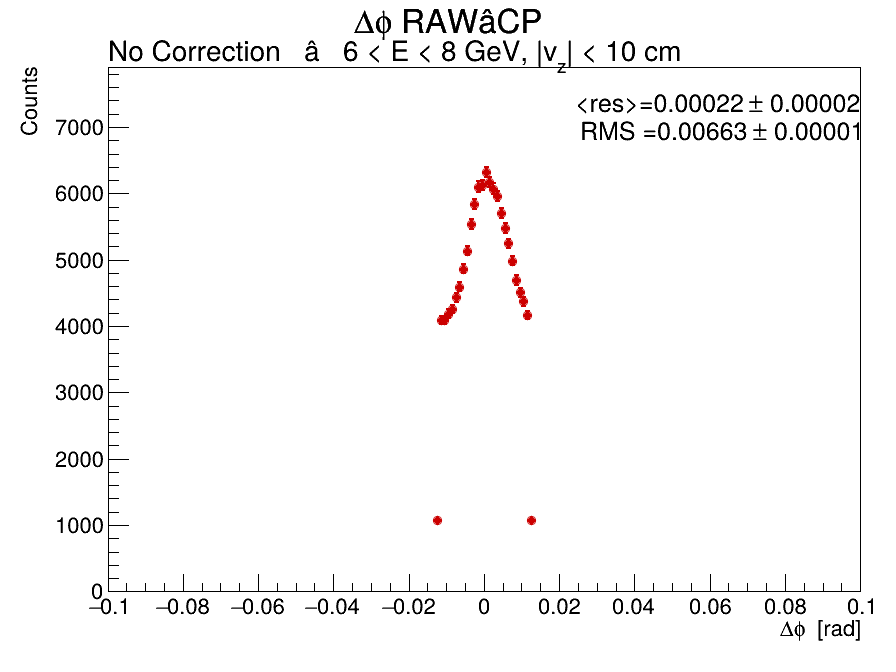 Δϕ RAWâCP
No Correction â 6 < E < 8 GeV, |v_z| < 10 cm
Counts
<res>=0.00022 ± 0.00002
RMS =0.00663 ± 0.00001
7000
6000
5000
4000
3000
2000
1000
0
−0.1 −0.08 −0.06 −0.04 −0.02 0 0.02 0.04 0.06 0.08 0.1
Δϕ [rad]